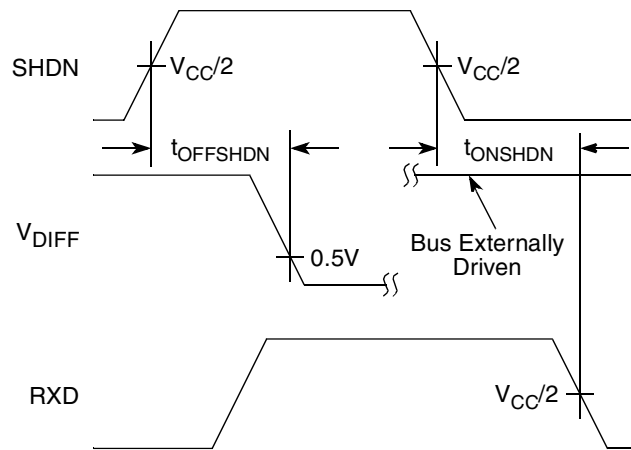 SHDN
V_CC/2
V_CC/2
t_OFFSHDN
t_ONSHDN
V_DIFF
0.5V
Bus Externally
Driven
RXD
V_CC/2